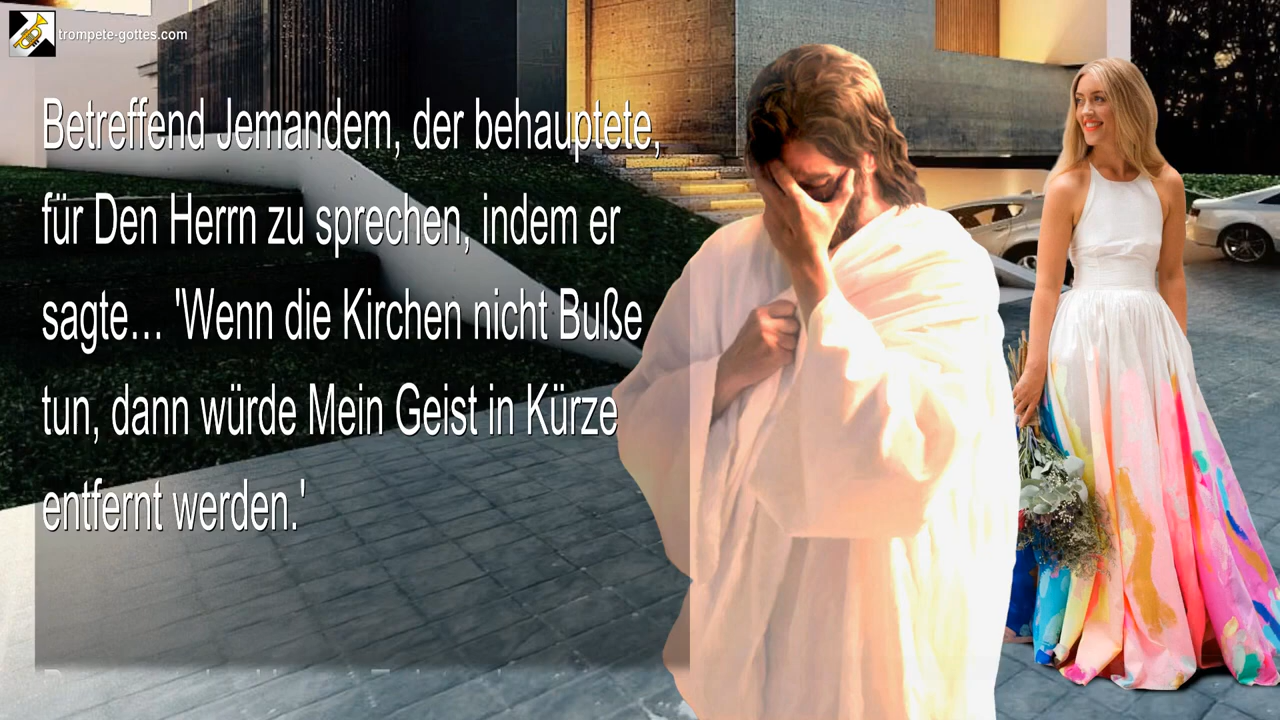 trompete-gottes.com
Betreffend Jemandem, der behauptete,
für Den Herrn zu sprechen, indem er
sagte... 'Wenn die Kirchen nicht Buße
tun, dann würde Mein Geist in Kürze
entfernt werden.'